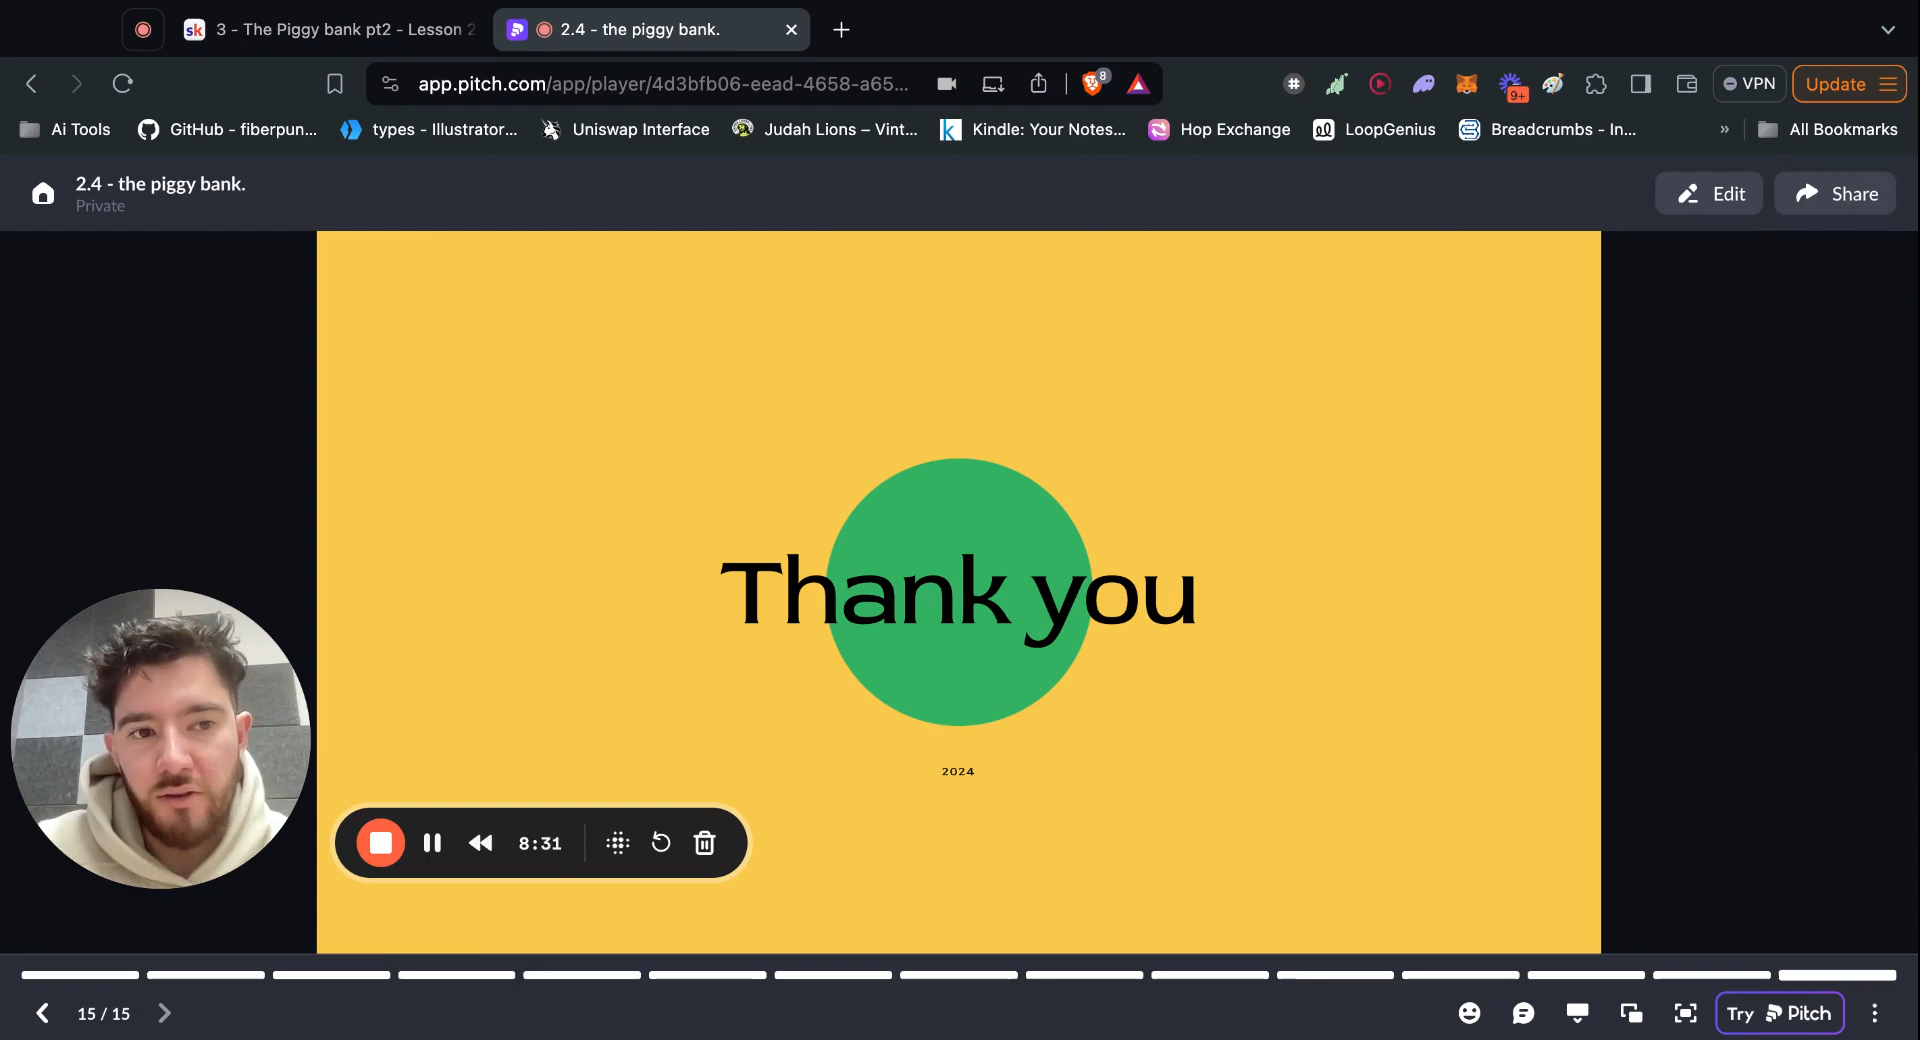 sk 3 - The Piggy bank pt2 - Lesson 2
2.4 - the piggy bank.
app.pitch.com/app/player/4d3bfb06-eead-4658-a65...
8
9+
VPN
Update
Ai Tools
GitHub - fiberpun...
types - Illustrator...
Uniswap Interface
Judah Lions – Vint...
Kindle: Your Notes...
Hop Exchange
LoopGenius
Breadcrumbs - In...
»
All Bookmarks
2.4 - the piggy bank.
Private
Edit
Share
Thank you
2024
8:31
15 / 15
Try Pitch